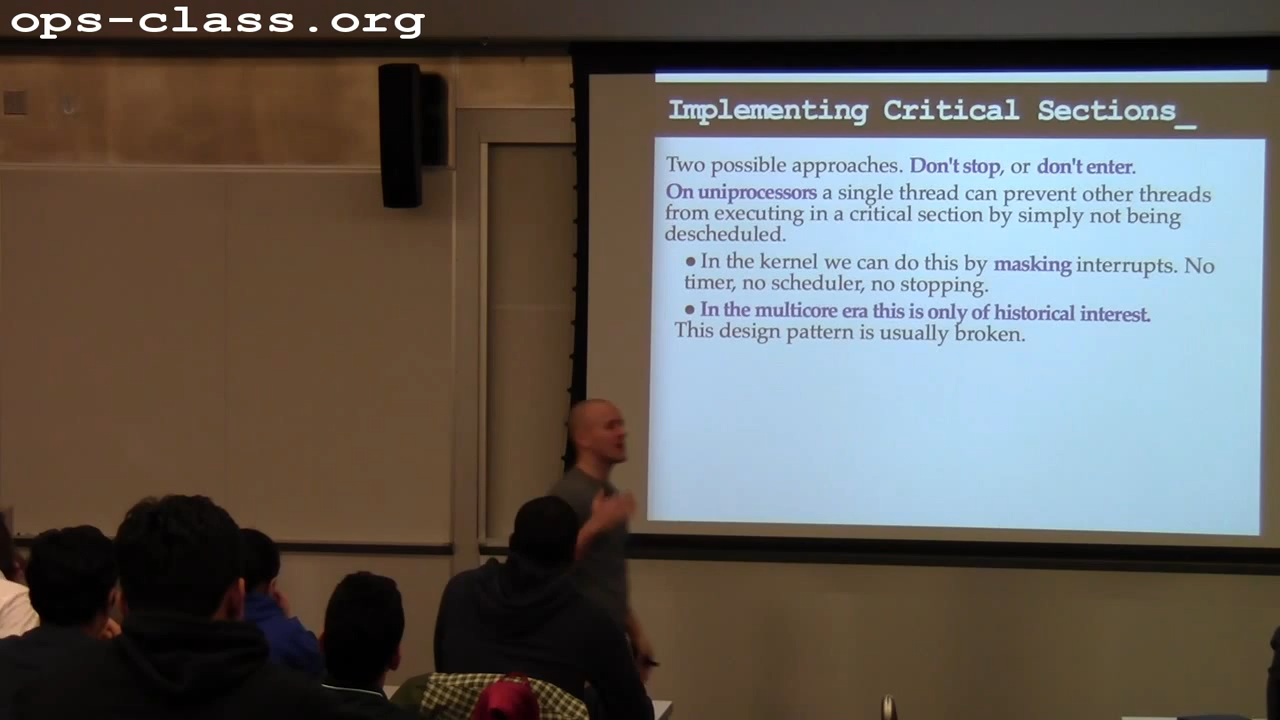 ops-class.org
Implementing Critical Sections_
Two possible approaches. Don't stop, or don't enter.
On uniprocessors a single thread can prevent other threads
from executing in a critical section by simply not being
descheduled.
● In the kernel we can do this by masking interrupts. No
timer, no scheduler, no stopping.
● In the multicore era this is only of historical interest.
This design pattern is usually broken.